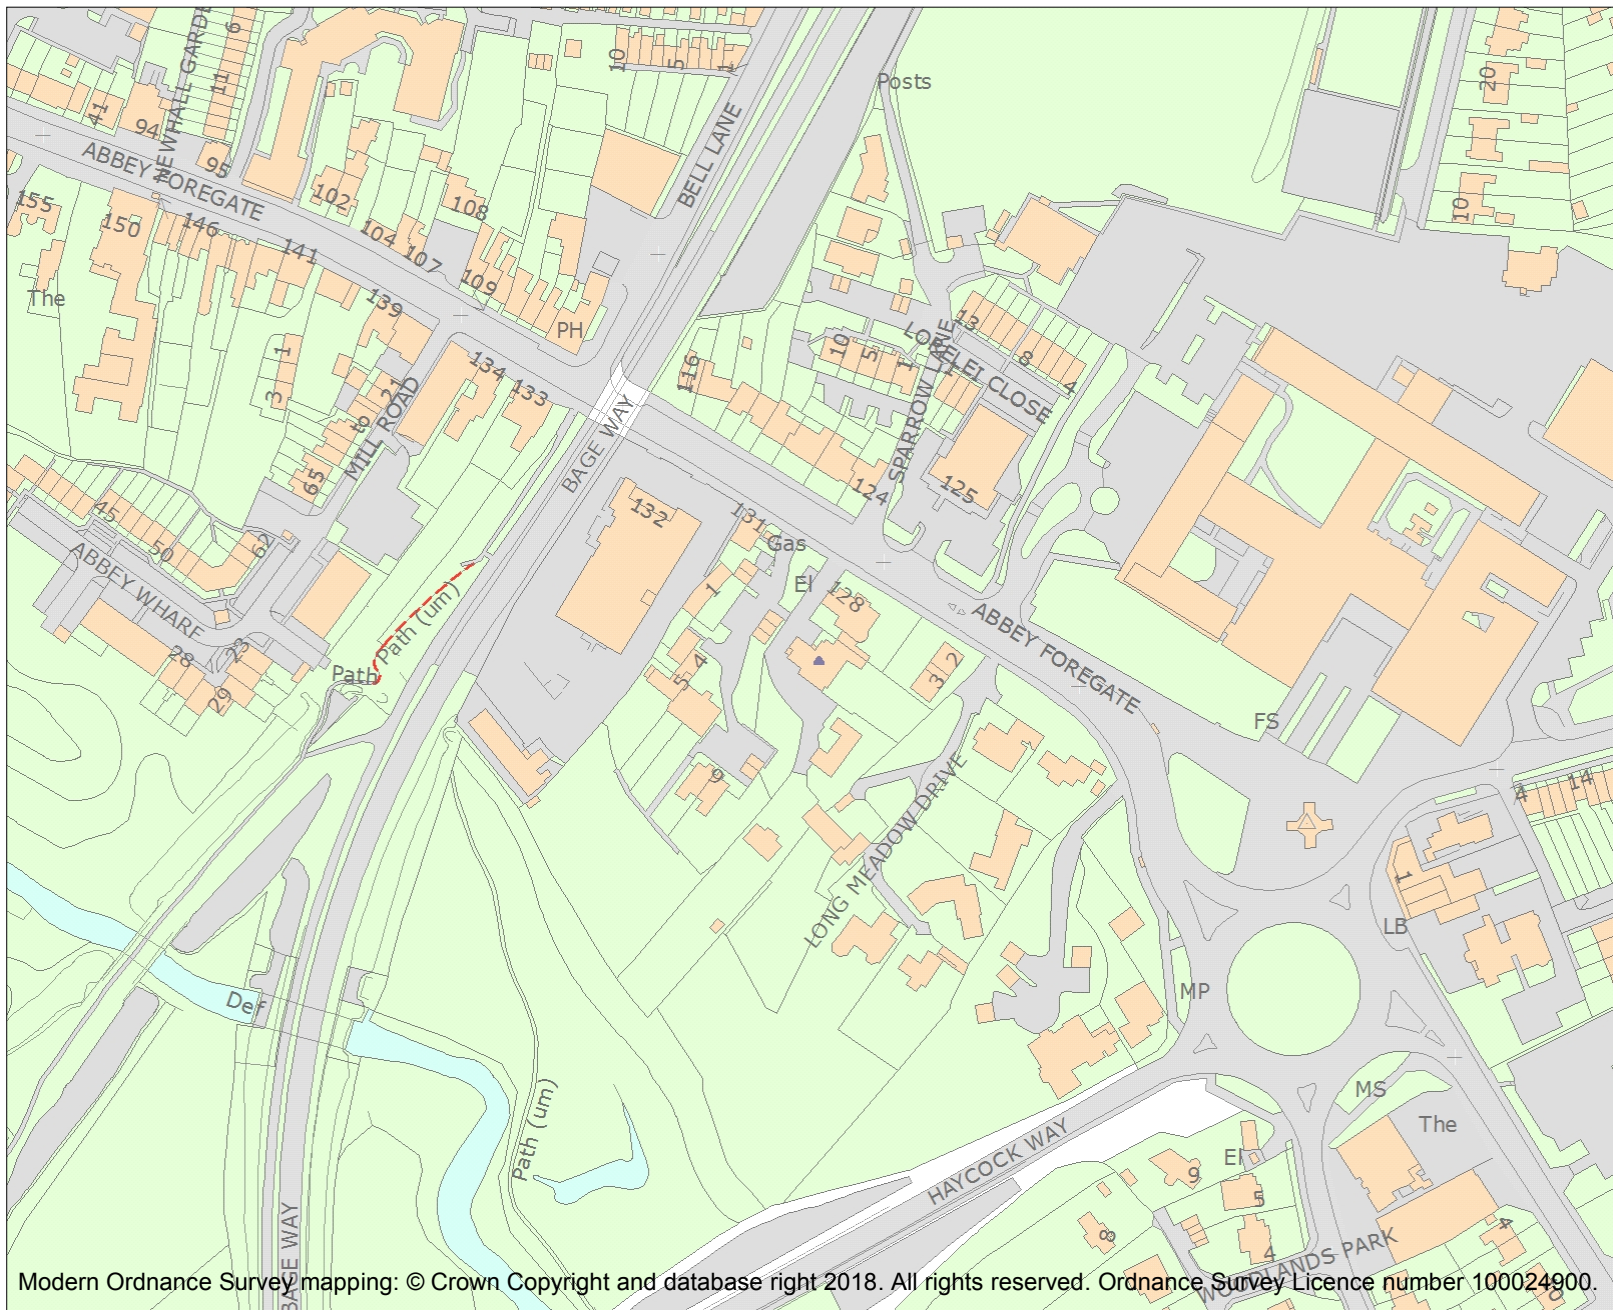 6
10
5
1
20
NEWHALL GARDE
11
41
94
Posts
BELL LANE
ABBEY FOREGATE
95
102
108
10
155
150
146
141
104
107
109
The
139
PH
134
133
116
10
5
1
LORELEI CLOSE
13
8
4
1
SPARROW LANE
3
1
21
to
65
MILL ROAD
BAGE WAY
124
125
45
50
62
ABBEY WHARF
132
131
Gas
El
128
28
23
29
Path
Path (um)
1
4
5
9
3
2
ABBEY FOREGATE
FS
LONG MEADOW DRIVE
4
14
1
LB
MP
Def
Path (um)
MS
The
HAYCOCK WAY
El
9
5
8
4
4
WOODLANDS PARK
BAGE WAY
Modern Ordnance Survey mapping: © Crown Copyright and database right 2018. All rights reserved. Ordnance Survey Licence number 100024900.